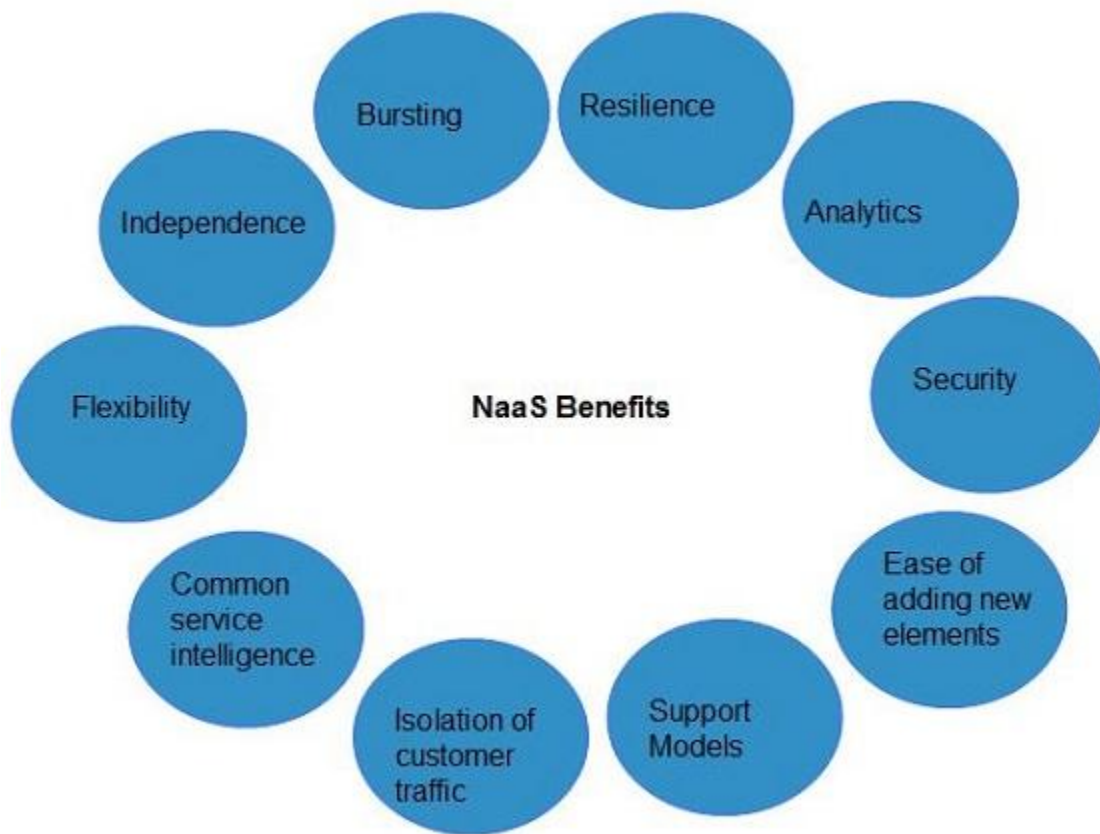 Bursting
Resilience
Independence
Analytics
Flexibility
NaaS Benefits
Security
Common
service
intelligence
Ease of
adding new
elements
Isolation of
customer
traffic
Support
Models